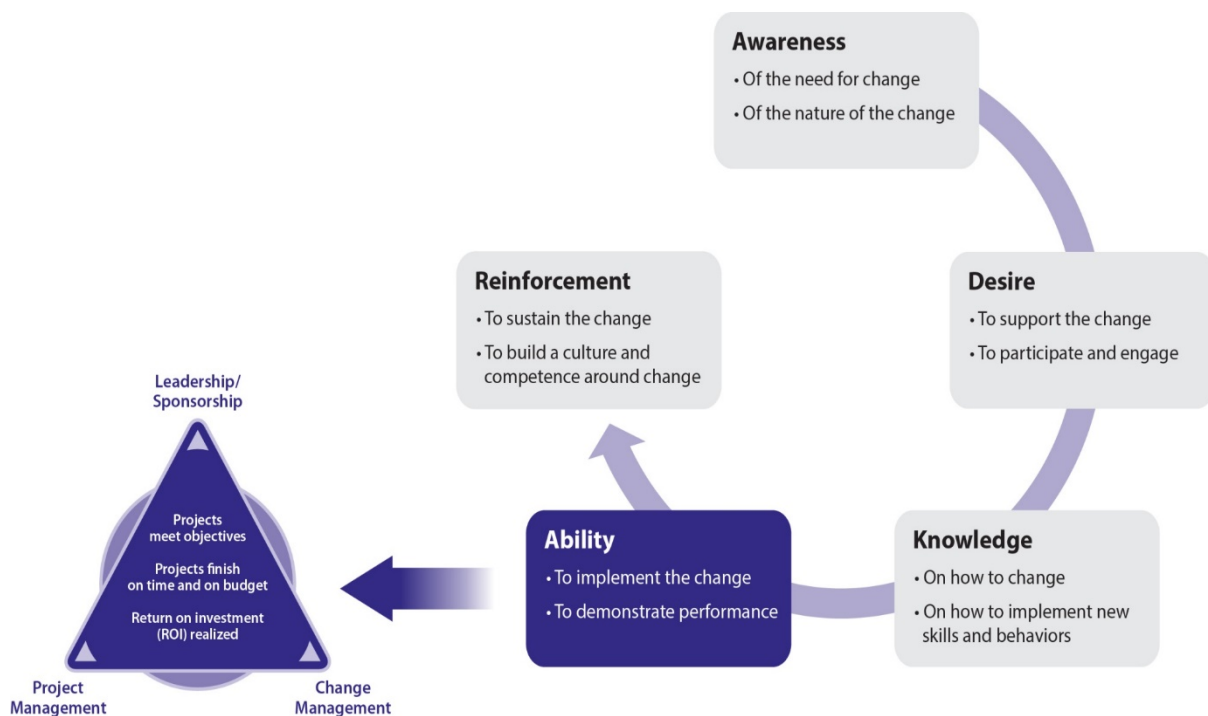 Awareness
• Of the need for change
• Of the nature of the change
Desire
• To support the change
• To participate and engage
Knowledge
• On how to change
• On how to implement new
skills and behaviors
Ability
• To implement the change
• To demonstrate performance
Reinforcement
• To sustain the change
• To build a culture and
competence around change
Leadership/
Sponsorship
Projects
meet objectives
Projects finish
on time and on budget
Return on investment
(ROI) realized
Project
Management
Change
Management